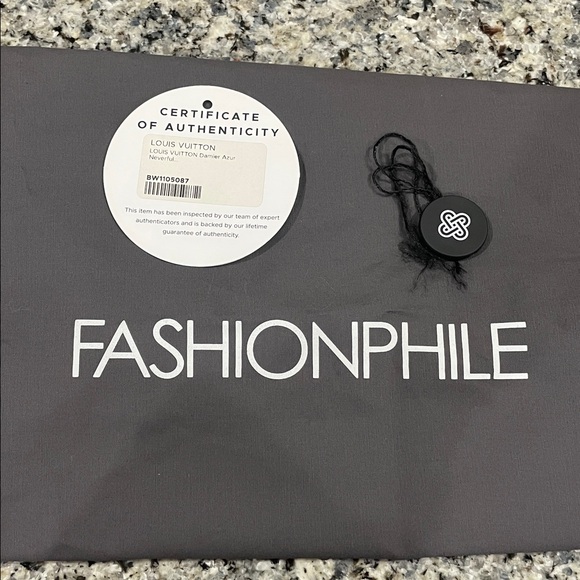 CERTIFICATE
OF AUTHENTICITY
LOUIS VUITTON
LOUIS VUITTON Damier Azur
Neverful
BW1105087
This item has been inspected by our team of expert
authenticators and is backed by our lifetime
guarantee of authenticity.
FASHIONPHILE